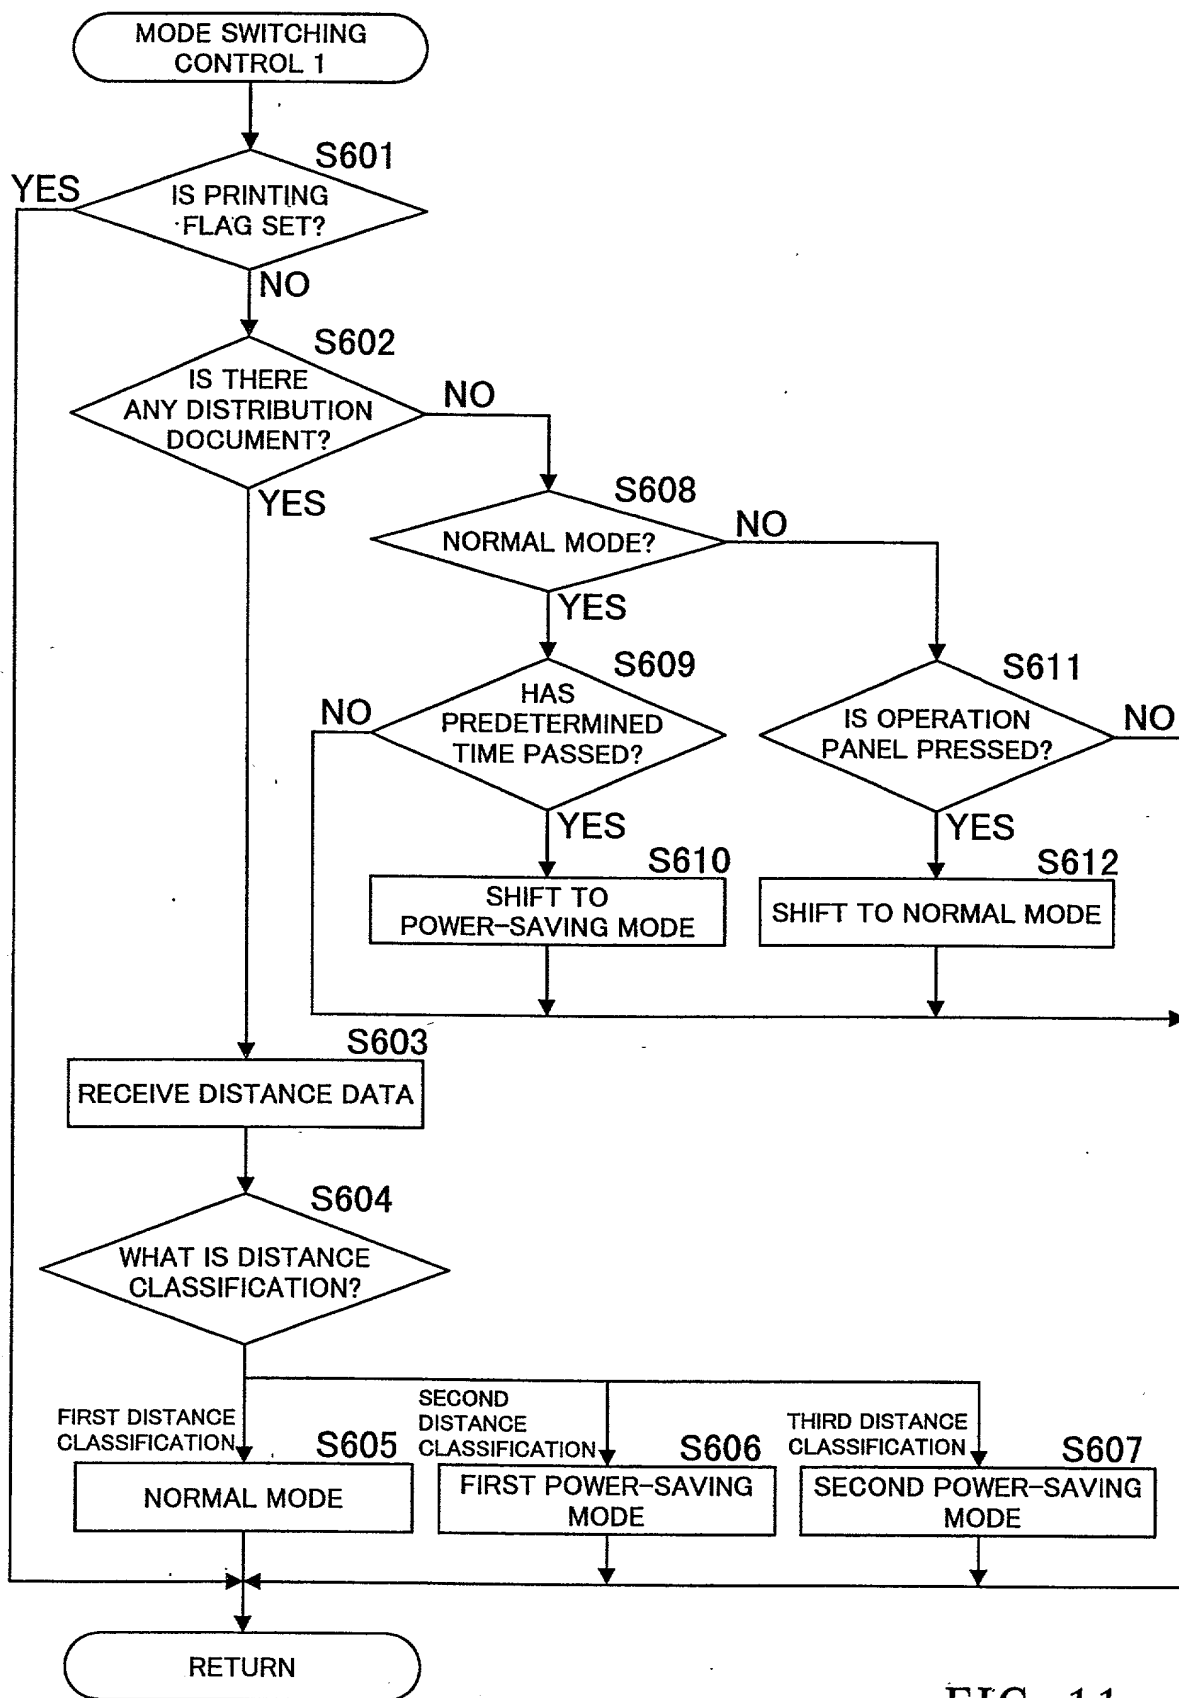 MODE SWITCHING
CONTROL 1
S601
YES
IS PRINTING
FLAG SET?
NO
S602
IS THERE
ANY DISTRIBUTION
DOCUMENT?
NO
YES
S608
NORMAL MODE?
NO
YES
S609
HAS
PREDETERMINED
TIME PASSED?
NO
YES
S611
IS OPERATION
PANEL PRESSED?
NO
YES
S610
SHIFT TO
POWER-SAVING MODE
S612
SHIFT TO NORMAL MODE
S603
RECEIVE DISTANCE DATA
S604
WHAT IS DISTANCE
CLASSIFICATION?
FIRST DISTANCE
CLASSIFICATION
S605
NORMAL MODE
SECOND
DISTANCE
CLASSIFICATION
S606
FIRST POWER-SAVING
MODE
THIRD DISTANCE
CLASSIFICATION
S607
SECOND POWER-SAVING
MODE
RETURN
FIG. 11